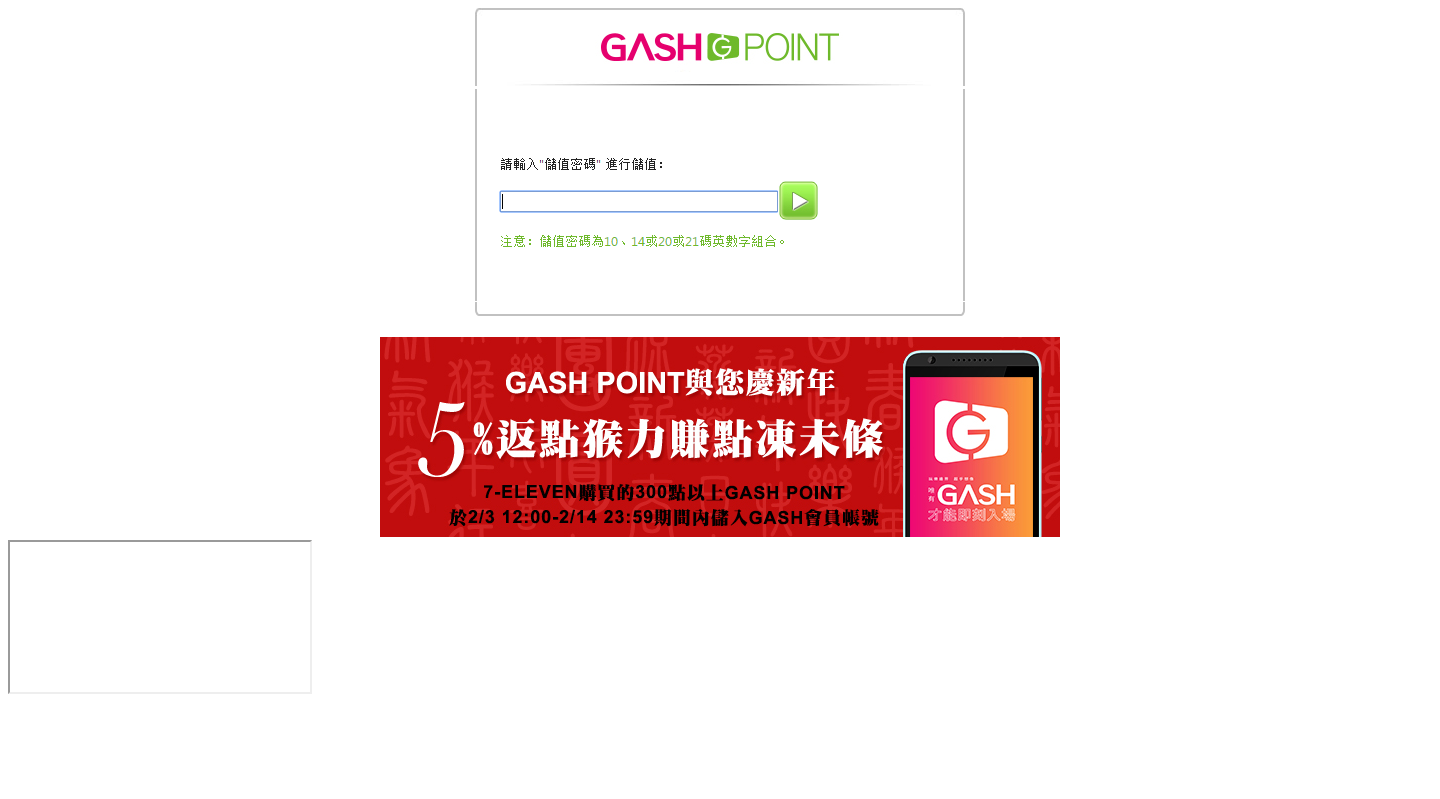 GASH POINT
請輸入"儲值密碼" 進行儲值：
注意：儲值密碼為10、14或20或21碼英數字組合。
GASH POINT與您慶新年
5%返點猴力賺點凍未條
7-ELEVEN購買的300點以上GASH POINT
於2/3 12:00-2/14 23:59期間內儲入GASH會員帳號
唯有
GASH
才能即刻入場